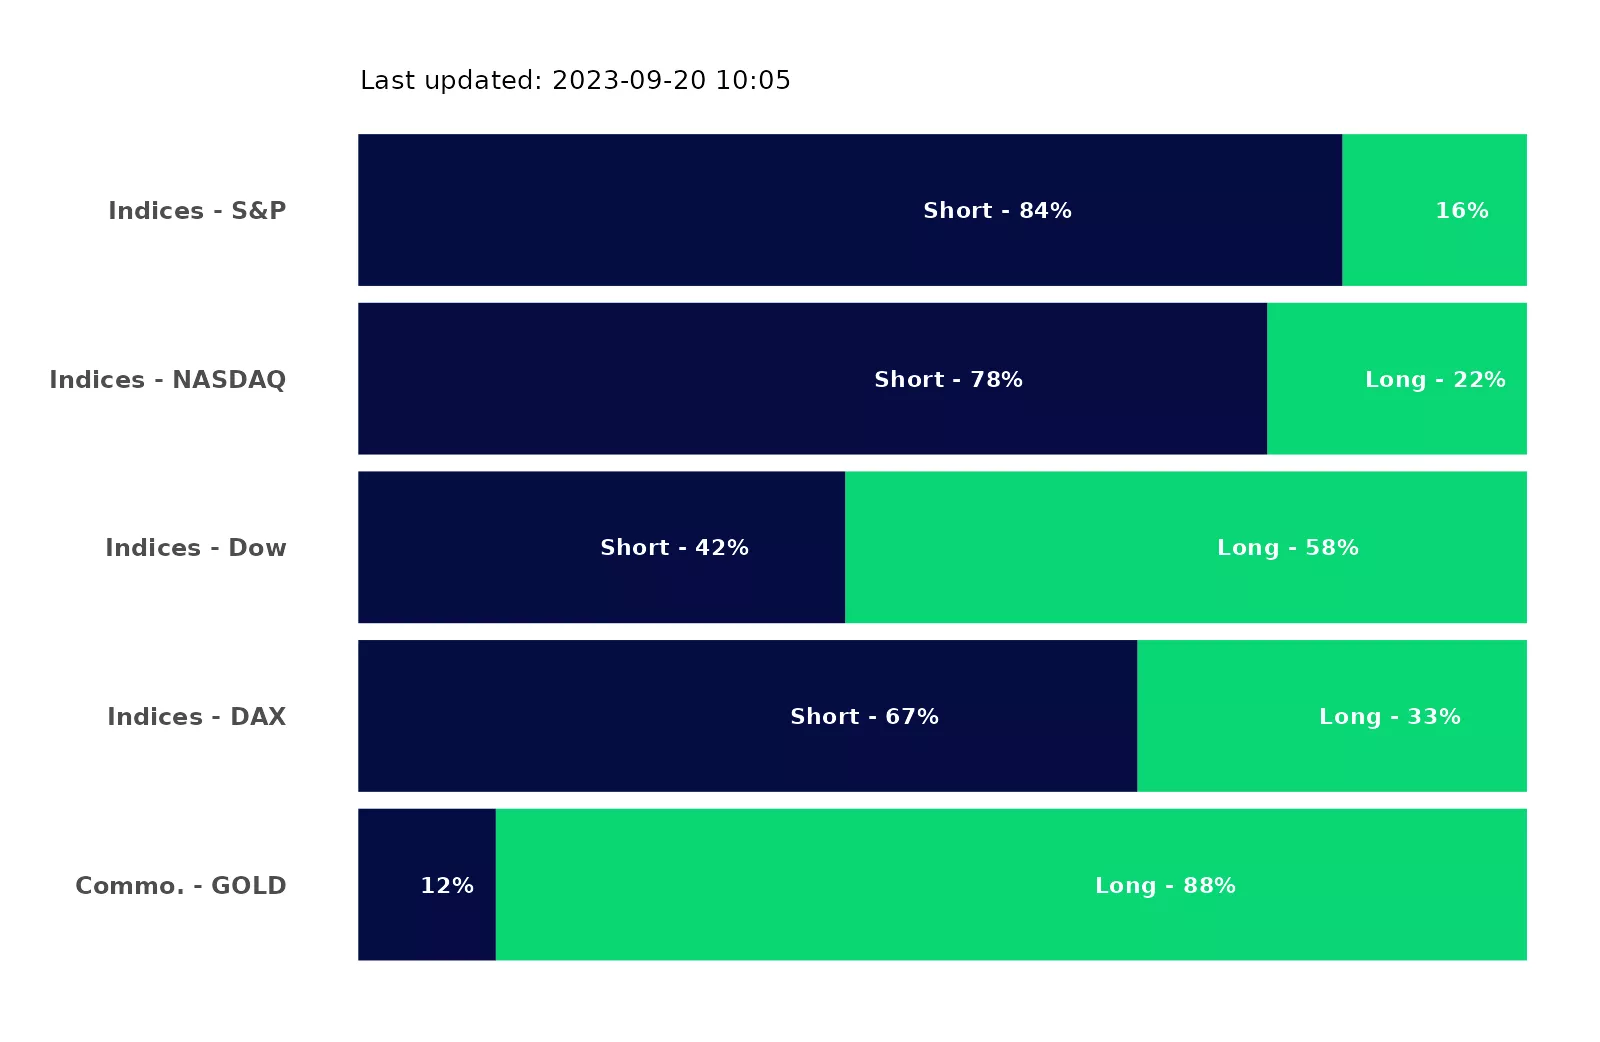 Last updated: 2023-09-20 10:05
Indices - S&P
Short - 84%
16%
Indices - NASDAQ
Short - 78%
Long - 22%
Indices - Dow
Short - 42%
Long - 58%
Indices - DAX
Short - 67%
Long - 33%
Commo. - GOLD
12%
Long - 88%